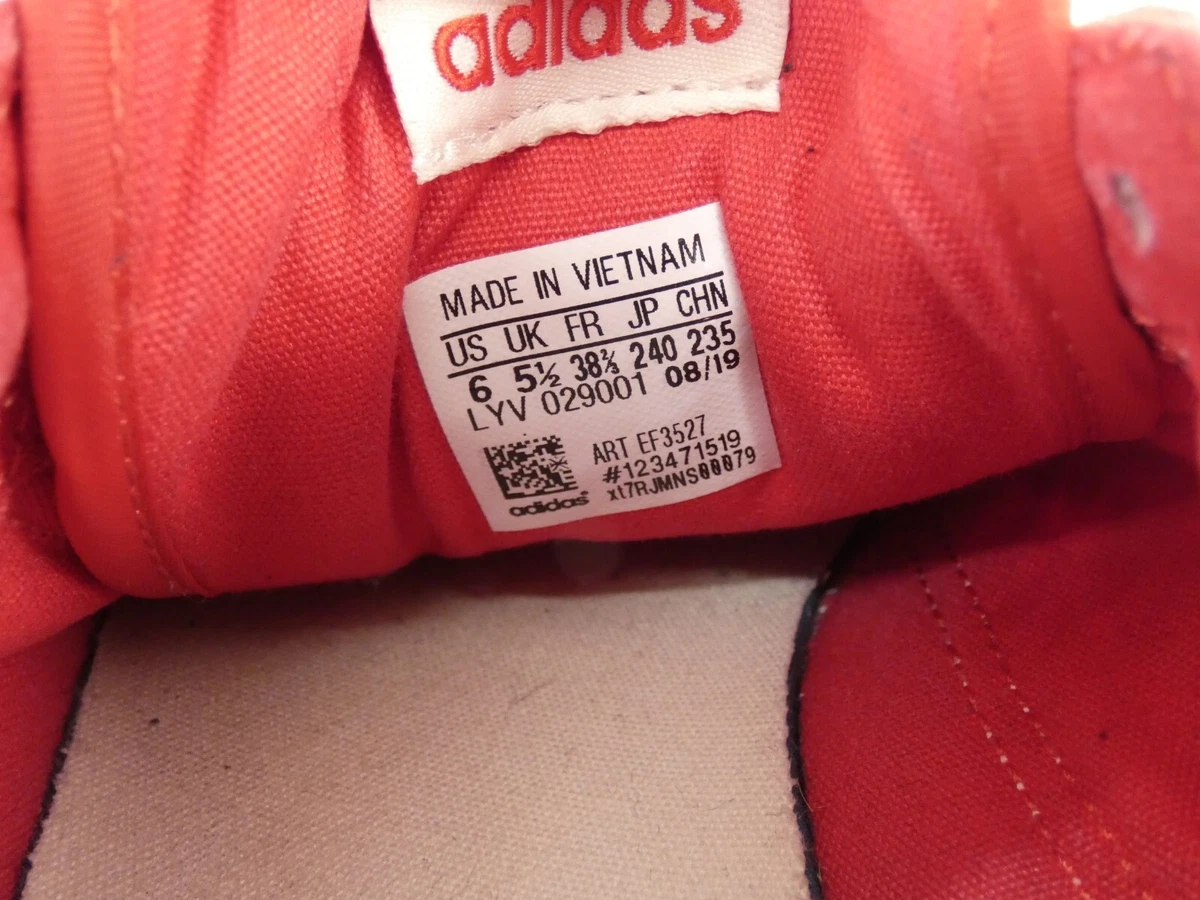 adidas
MADE IN VIETNAM
US UK FR JP CHN
6 5½ 38⅔ 240 235
LYV 029001 08/19
ART EF3527
#123471519
xt7RJMNS00079
adidas